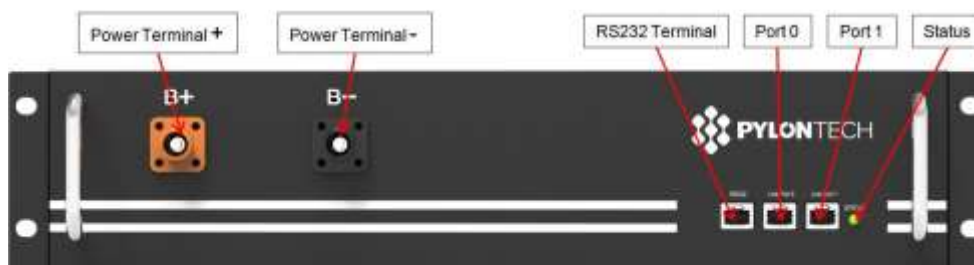 Power Terminal +
Power Terminal -
RS232 Terminal
Port 0
Port 1
Status
B+
B-
PYLONTECH